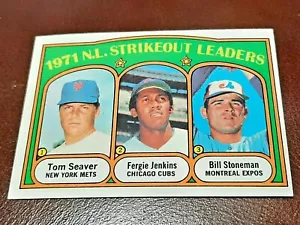 1971 N.L. STRIKEOUT LEADERS
1 2 3
Tom Seaver Fergie Jenkins Bill Stoneman
NEW YORK METS CHICAGO CUBS MONTREAL EXPOS